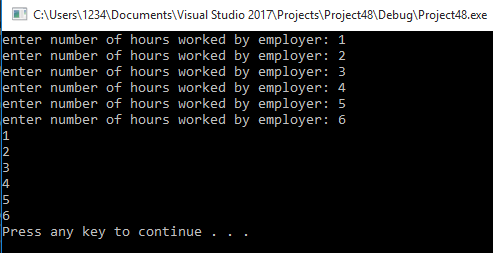 C:\Users\1234\Documents\Visual Studio 2017\Projects\Project48\Debug\Project48.exe
enter number of hours worked by employer: 1
enter number of hours worked by employer: 2
enter number of hours worked by employer: 3
enter number of hours worked by employer: 4
enter number of hours worked by employer: 5
enter number of hours worked by employer: 6
1
2
3
4
5
6
Press any key to continue . . .